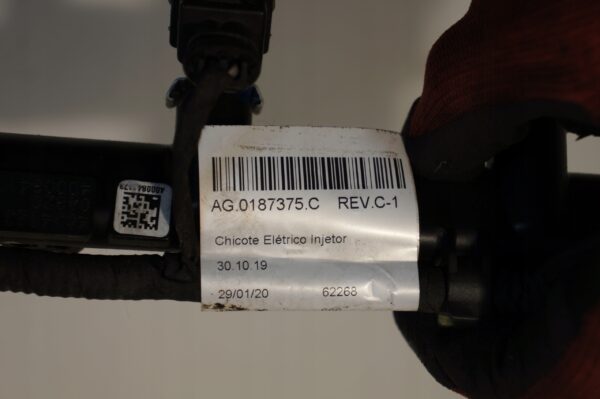 AG.0187375.C REV.C-1
Chicote Elétrico Injetor
30.10 19
29/01/20 62268